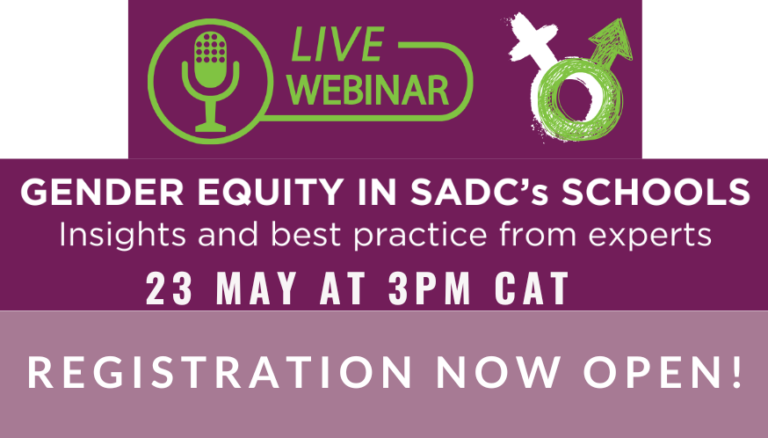 LIVE
WEBINAR
GENDER EQUITY IN SADC's SCHOOLS
Insights and best practice from experts
23 MAY AT 3PM CAT
REGISTRATION NOW OPEN!